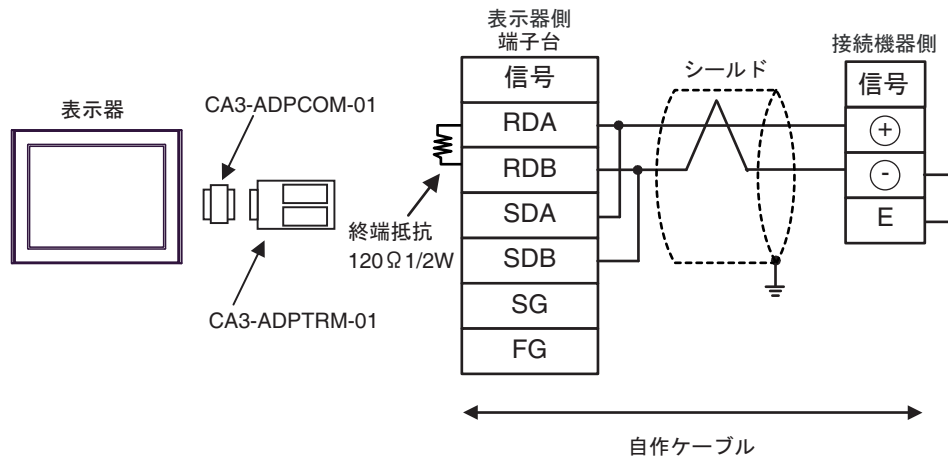 表示器
CA3-ADPCOM-01
CA3-ADPTRM-01
終端抵抗
120Ω1/2W
表示器側
端子台
信号
RDA
RDB
SDA
SDB
SG
FG
シールド
接続機器側
信号
+
-
E
自作ケーブル